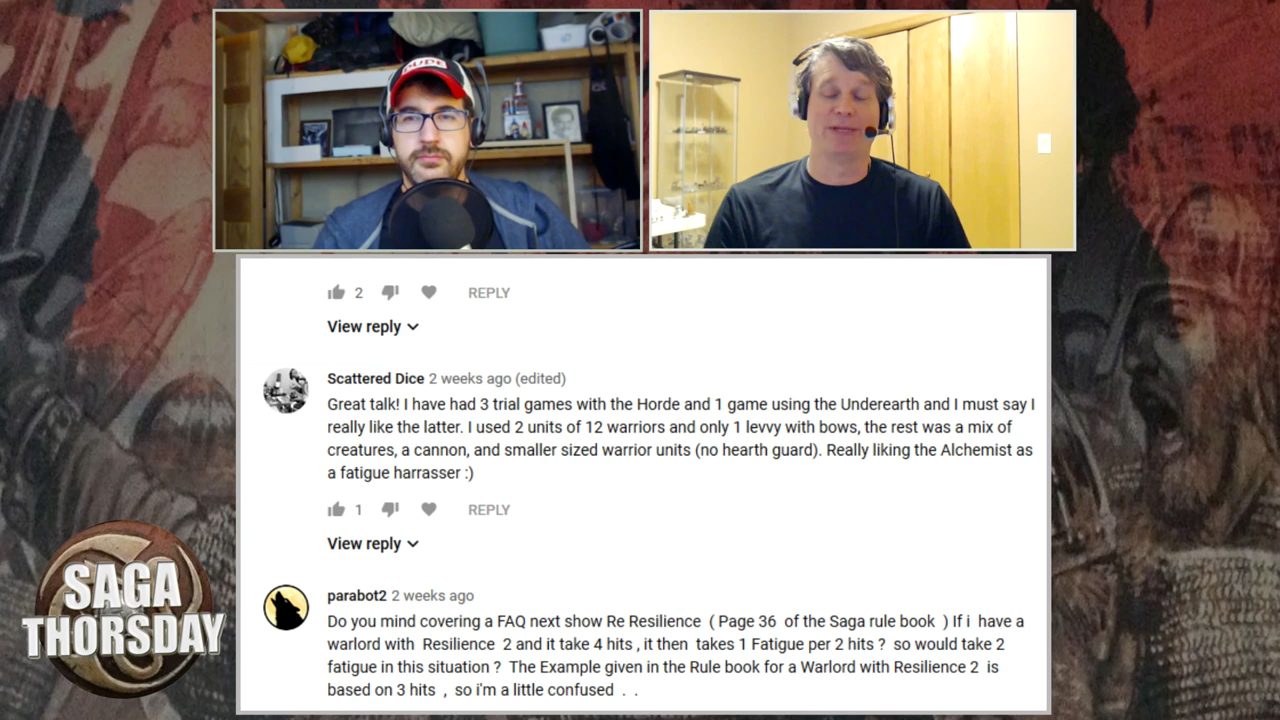 DUDE
2
REPLY
View reply
Scattered Dice 2 weeks ago (edited)
Great talk! I have had 3 trial games with the Horde and 1 game using the Underearth and I must say I
really like the latter. I used 2 units of 12 warriors and only 1 levvy with bows, the rest was a mix of
creatures, a cannon, and smaller sized warrior units (no hearth guard). Really liking the Alchemist as
a fatigue harrasser :)
1
REPLY
View reply
parabot2 2 weeks ago
Do you mind covering a FAQ next show Re Resilience ( Page 36 of the Saga rule book ) If i have a
warlord with Resilience 2 and it take 4 hits , it then takes 1 Fatigue per 2 hits ? so would take 2
fatigue in this situation ? The Example given in the Rule book for a Warlord with Resilience 2 is
based on 3 hits , so i'm a little confused . .
SAGA
THORSDAY